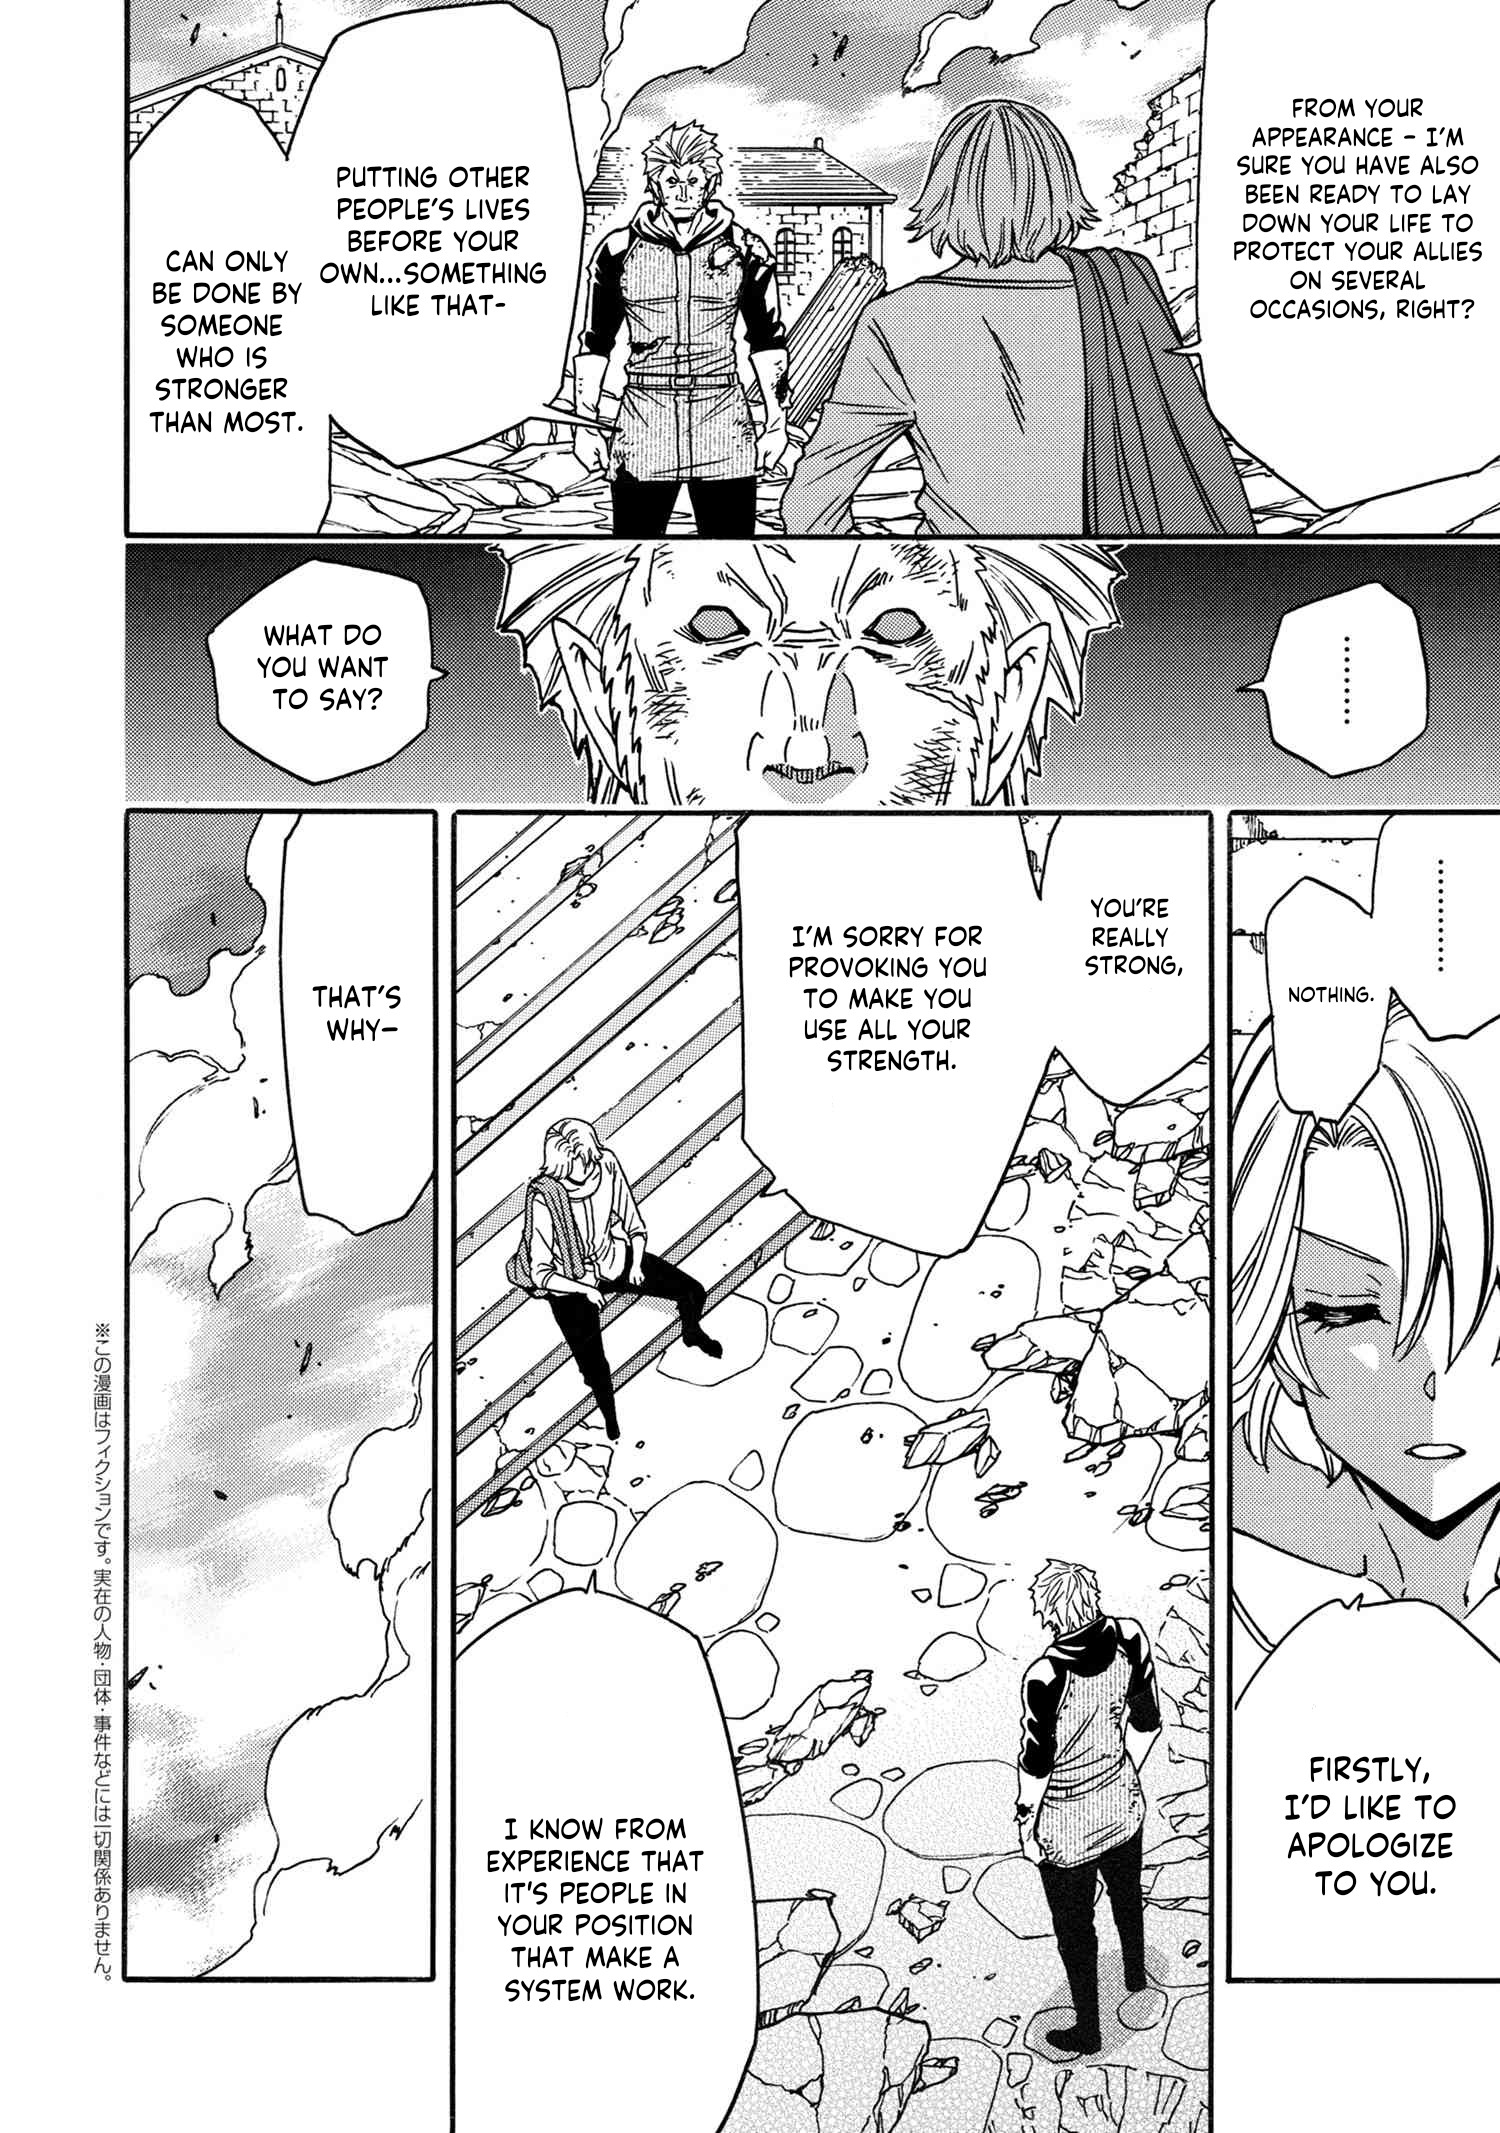 FROM YOUR
APPEARANCE – I'M
SURE YOU HAVE ALSO
BEEN READY TO LAY
DOWN YOUR LIFE TO
PROTECT YOUR ALLIES
ON SEVERAL
OCCASIONS, RIGHT?
PUTTING OTHER
PEOPLE'S LIVES
BEFORE YOUR
OWN...SOMETHING
LIKE THAT-
CAN ONLY
BE DONE BY
SOMEONE
WHO IS
STRONGER
THAN MOST.
.........
WHAT DO
YOU WANT
TO SAY?
..........
NOTHING.
FIRSTLY,
I'D LIKE TO
APOLOGIZE
TO YOU.
YOU'RE
REALLY
STRONG,
I'M SORRY FOR
PROVOKING YOU
TO MAKE YOU
USE ALL YOUR
STRENGTH.
I KNOW FROM
EXPERIENCE THAT
IT'S PEOPLE IN
YOUR POSITION
THAT MAKE A
SYSTEM WORK.
THAT'S
WHY–
※この漫画はフィクションです。実在の人物・団体・事件などには一切関係ありません。